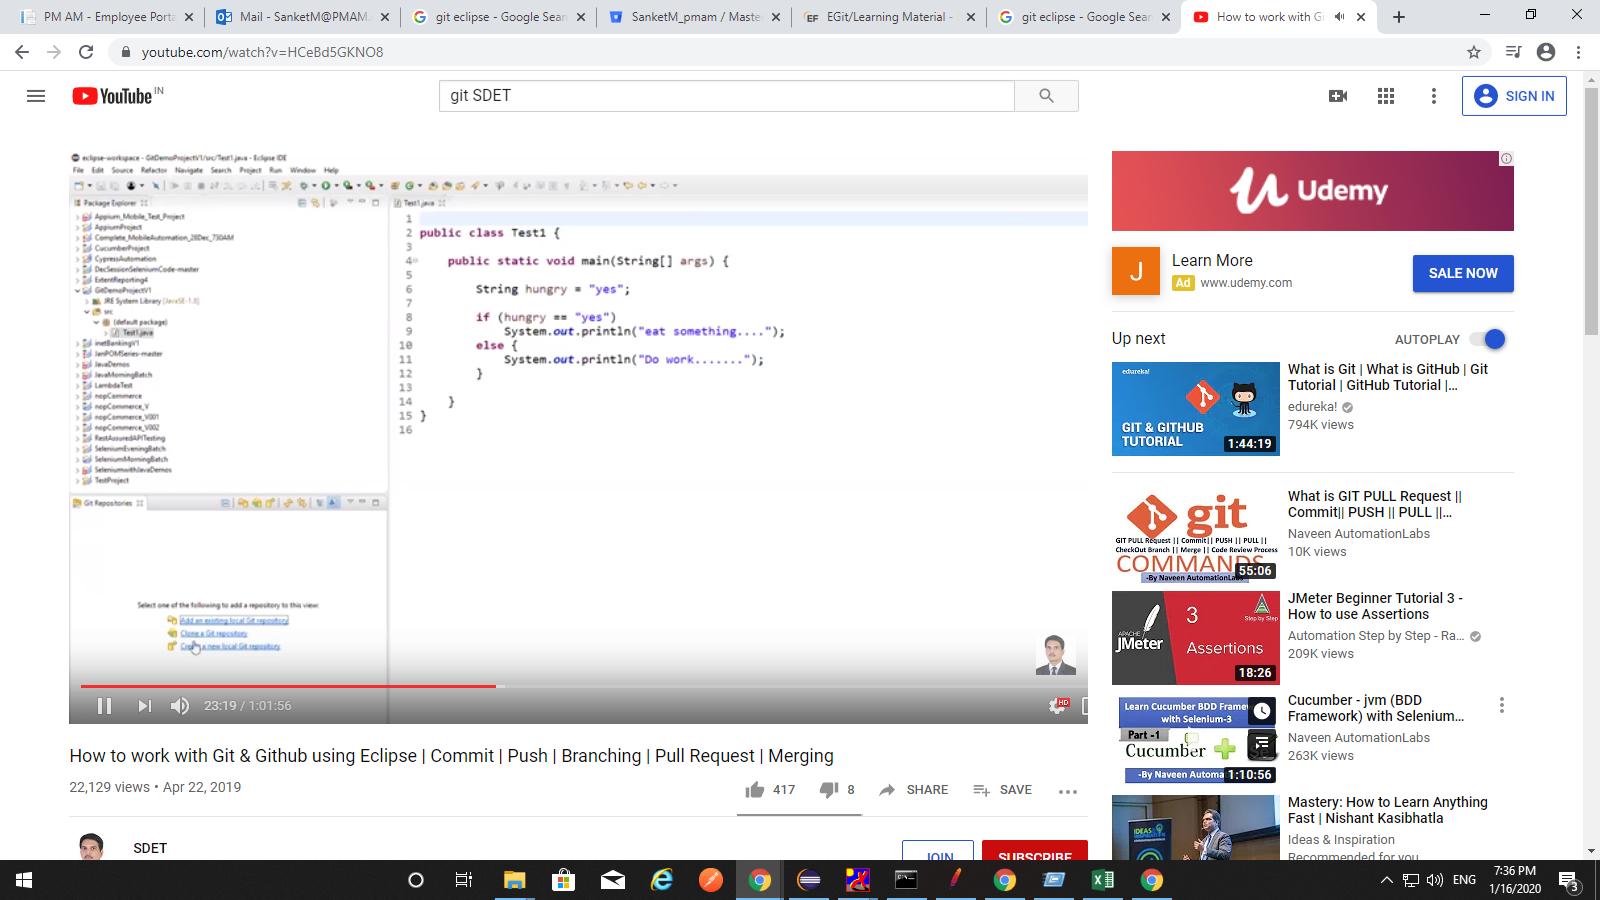 PM AM - Employee Porta
Mail - SanketM@PMAM.
git eclipse - Google Sear
SanketM_pmam / Maste
EGit/Learning Material -
git eclipse - Google Sear
How to work with Gi
youtube.com/watch?v=HCeBd5GKNO8
YouTube IN
git SDET
SIGN IN
eclipse-workspace - GitDemoProjectV1/src/Test1.java - Eclipse IDE
File Edit Source Refactor Navigate Search Project Run Window Help
Package Explorer
Appium_Mobile_Test_Project
AppiumProject
Complete_MobileAutomation_28Dec_730AM
CucumberProject
CypressAutomation
DecSessionSeleniumCode-master
ExtentReporting4
GitDemoProjectV1
JRE System Library [JavaSE-1.8]
src
(default package)
Test1.java
inetBankingV1
JanPOMSeries-master
JavaDemos
JavaMorningBatch
LambdaTest
nopCommerce
nopCommerce_V
nopCommerce_V001
nopCommerce_V002
RestAssuredAPITesting
SeleniumEveningBatch
SeleniumMorningBatch
SeleniumwithJavaDemos
TestProject
Test1.java
1
2 public class Test1 {
3
4 public static void main(String[] args) {
5
6 String hungry = "yes";
7
8 if (hungry == "yes")
9 System.out.println("eat something....");
10 else {
11 System.out.println("Do work.......");
12 }
13
14 }
15 }
16
Git Repositories
Select one of the following to add a repository to this view:
Add an existing local Git repository
Clone a Git repository
Create a new local Git repository
23:19 / 1:01:56
HD
How to work with Git & Github using Eclipse | Commit | Push | Branching | Pull Request | Merging
22,129 views • Apr 22, 2019
417
8
SHARE
SAVE
SDET
JOIN
SUBSCRIBE
Udemy
J
Learn More
Ad www.udemy.com
SALE NOW
Up next
AUTOPLAY
edureka!
GIT & GITHUB
TUTORIAL
1:44:19
What is Git | What is GitHub | Git
Tutorial | GitHub Tutorial |...
edureka!
794K views
git
GIT PULL Request || Commit|| PUSH || PULL ||
CheckOut Branch || Merge || Code Review Process
COMMANDS
-By Naveen AutomationLabs
55:06
What is GIT PULL Request ||
Commit|| PUSH || PULL ||...
Naveen AutomationLabs
10K views
APACHE
JMeter
3
Assertions
Step by Step
18:26
JMeter Beginner Tutorial 3 -
How to use Assertions
Automation Step by Step - Ra...
209K views
Learn Cucumber BDD Framew
with Selenium-3
Part -1
Cucumber
-By Naveen Automa
1:10:56
Cucumber - jvm (BDD
Framework) with Selenium...
Naveen AutomationLabs
263K views
IDEAS
Mastery: How to Learn Anything
Fast | Nishant Kasibhatla
Ideas & Inspiration
Recommended for you
ENG
7:36 PM
1/16/2020
3